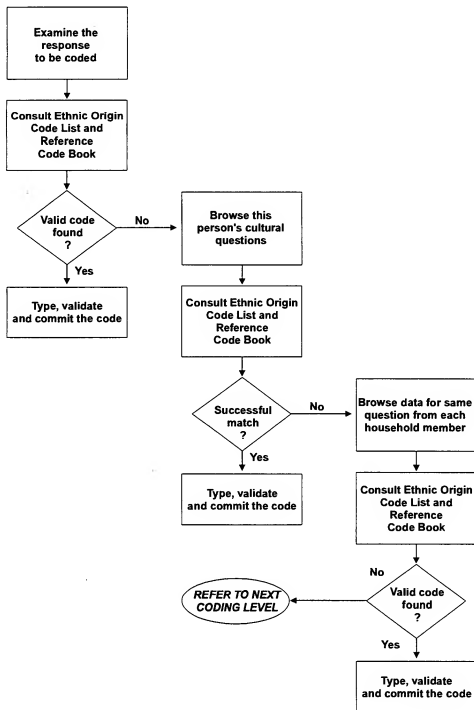 Examine the
response
to be coded
Consult Ethnic Origin
Code List and
Reference
Code Book
Valid code
found
?
No
Yes
Type, validate
and commit the code
Browse this
person's cultural
questions
Consult Ethnic Origin
Code List and
Reference
Code Book
Successful
match
?
No
Yes
Type, validate
and commit the code
Browse data for same
question from each
household member
Consult Ethnic Origin
Code List and
Reference
Code Book
No
Valid code
found
?
REFER TO NEXT
CODING LEVEL
Yes
Type, validate
and commit the code